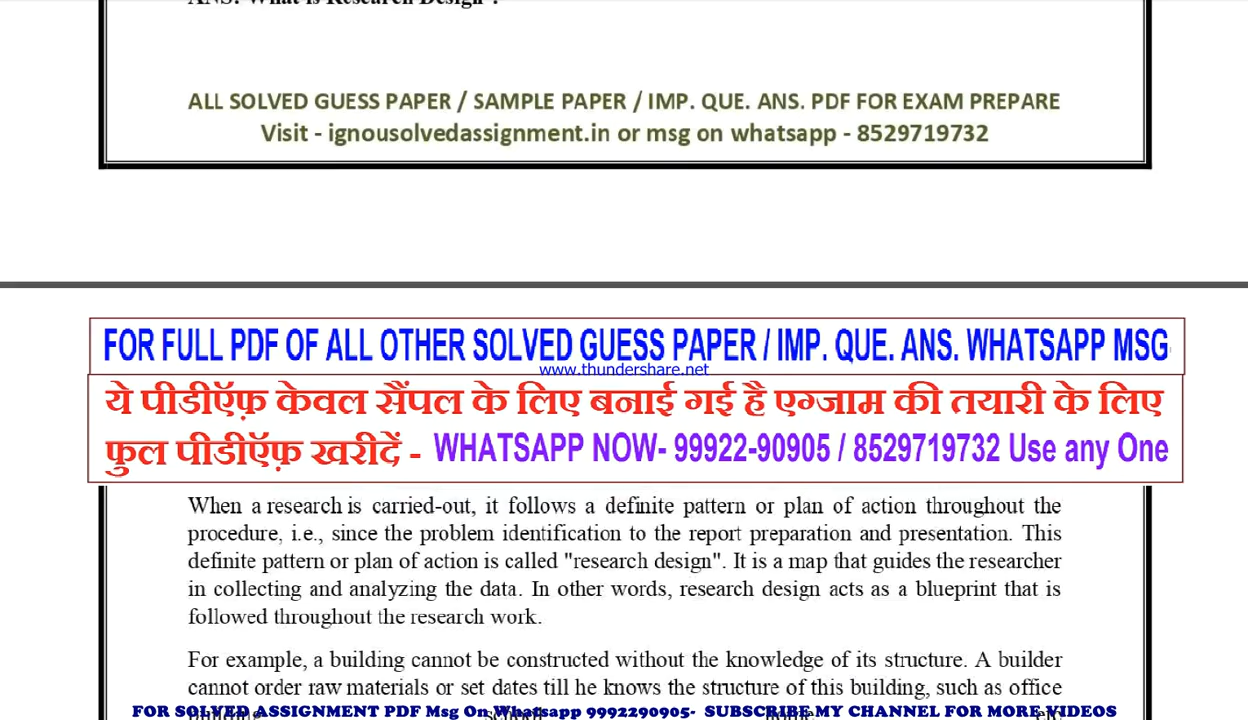 ANS: What is Research Design ?
ALL SOLVED GUESS PAPER / SAMPLE PAPER / IMP. QUE. ANS. PDF FOR EXAM PREPARE
Visit - ignousolvedassignment.in or msg on whatsapp - 8529719732
FOR FULL PDF OF ALL OTHER SOLVED GUESS PAPER / IMP. QUE. ANS. WHATSAPP MSG
www.thundershare.net
ये पीडीऍफ़ केवल सैंपल के लिए बनाई गई है एग्जाम की तयारी के लिए
फ़ुल पीडीऍफ़ खरीदें - WHATSAPP NOW- 99922-90905 / 8529719732 Use any One
When a research is carried-out, it follows a definite pattern or plan of action throughout the
procedure, i.e., since the problem identification to the report preparation and presentation. This
definite pattern or plan of action is called "research design". It is a map that guides the researcher
in collecting and analyzing the data. In other words, research design acts as a blueprint that is
followed throughout the research work.
For example, a building cannot be constructed without the knowledge of its structure. A builder
cannot order raw materials or set dates till he knows the structure of this building, such as office
FOR SOLVED ASSIGNMENT PDF Msg On Whatsapp 9992290905- SUBSCRIBE MY CHANNEL FOR MORE VIDEOS